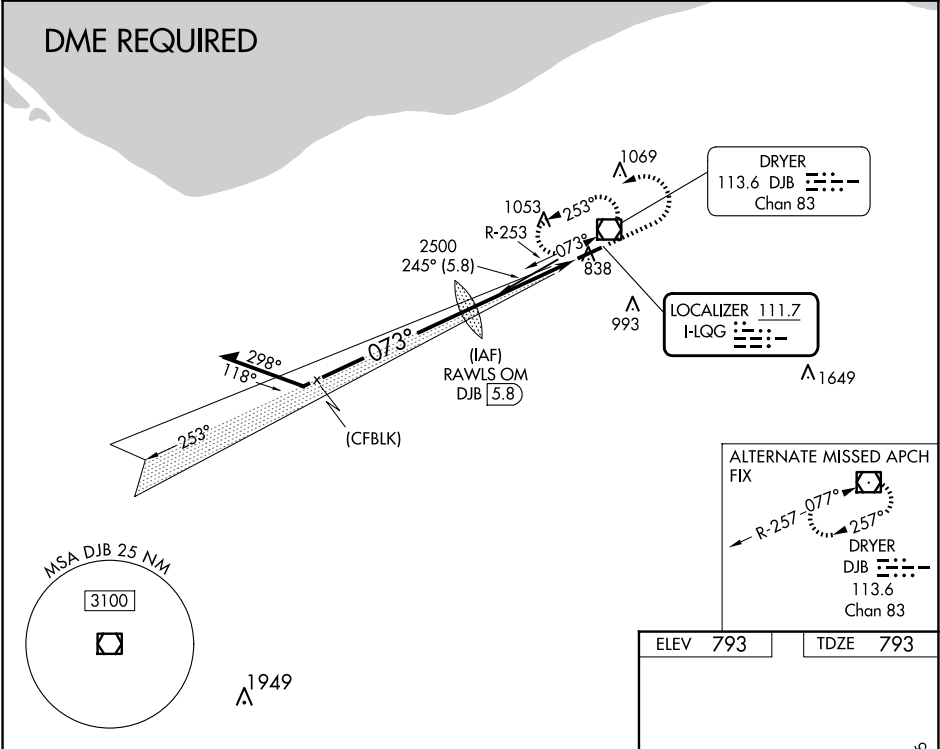 DME REQUIRED
1069
DRYER
113.6 DJB
Chan 83
1053
253°
R-253
073°
838
2500
245° (5.8)
993
LOCALIZER 111.7
I-LQG
1649
073°
(IAF)
RAWLS OM
DJB 5.8
298°
118°
(CFBLK)
253°
ALTERNATE MISSED APCH
FIX
R-257
077°
257°
DRYER
DJB
113.6
Chan 83
MSA DJB 25 NM
3100
1949
ELEV 793
TDZE 793